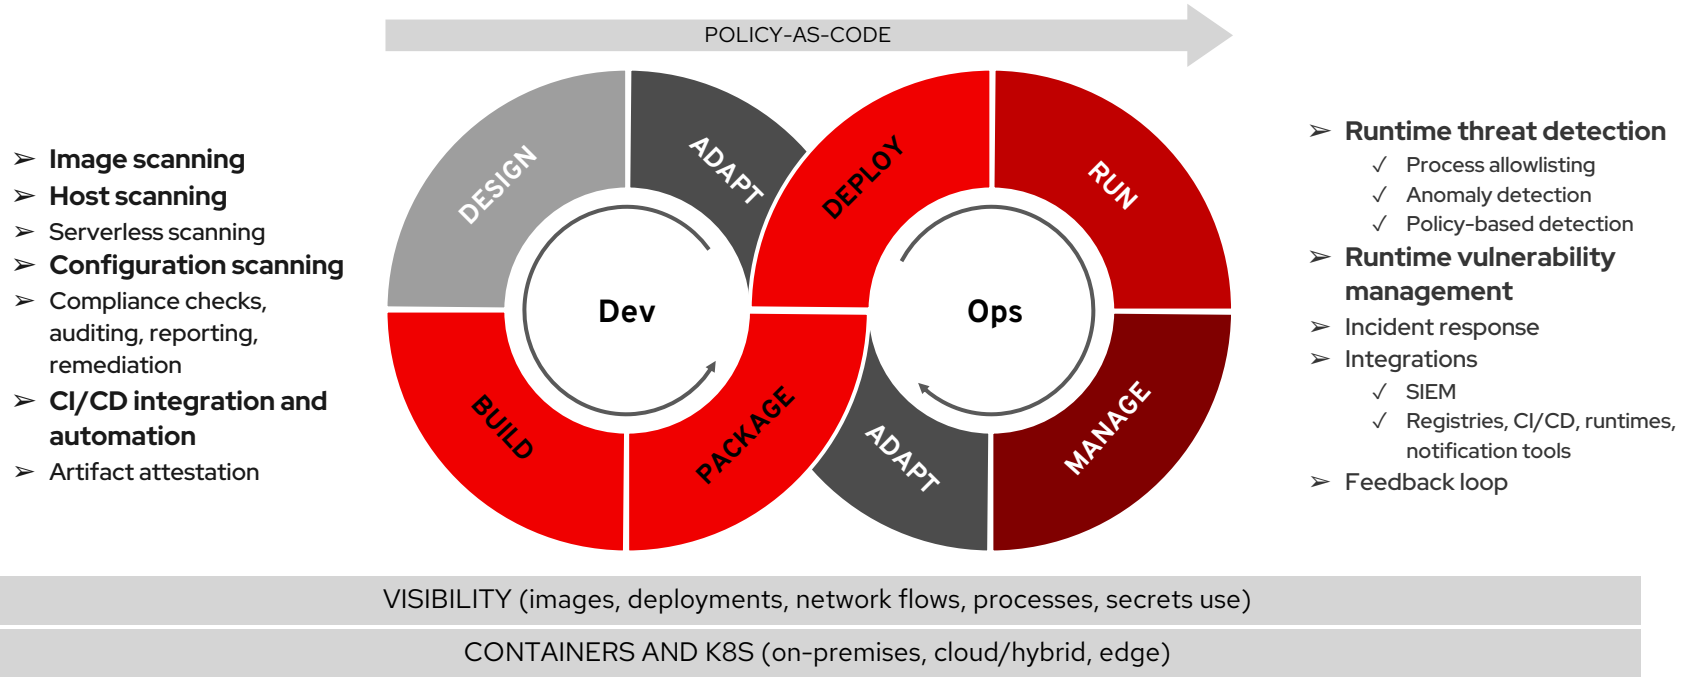 POLICY-AS-CODE
➢ Image scanning
➢ Host scanning
➢ Serverless scanning
➢ Configuration scanning
➢ Compliance checks,
auditing, reporting,
remediation
➢ CI/CD integration and
automation
➢ Artifact attestation
DESIGN
ADAPT
BUILD
PACKAGE
Dev
DEPLOY
RUN
ADAPT
MANAGE
Ops
➢ Runtime threat detection
✓ Process allowlisting
✓ Anomaly detection
✓ Policy-based detection
➢ Runtime vulnerability
management
➢ Incident response
➢ Integrations
✓ SIEM
✓ Registries, CI/CD, runtimes,
notification tools
➢ Feedback loop
VISIBILITY (images, deployments, network flows, processes, secrets use)
CONTAINERS AND K8S (on-premises, cloud/hybrid, edge)